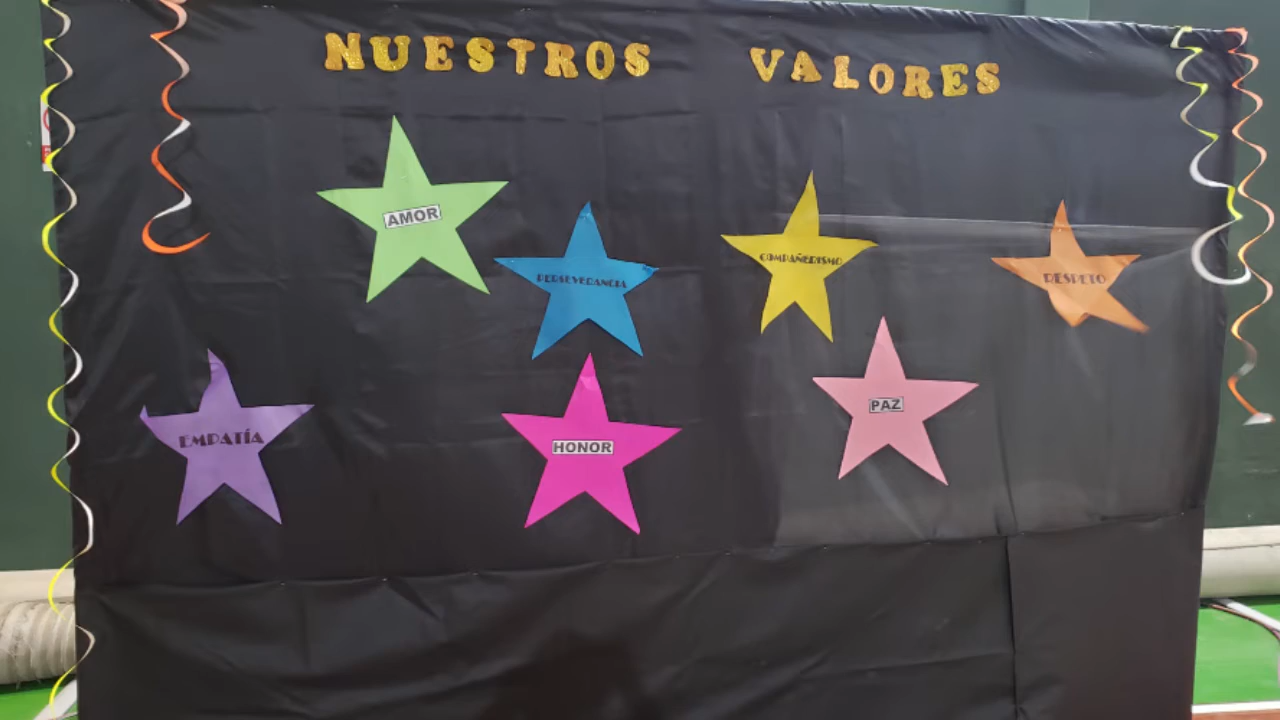 NUESTROS VALORES
AMOR
PERSEVERANCIA
COMPAÑERISMO
RESPETO
EMPATÍA
HONOR
PAZ